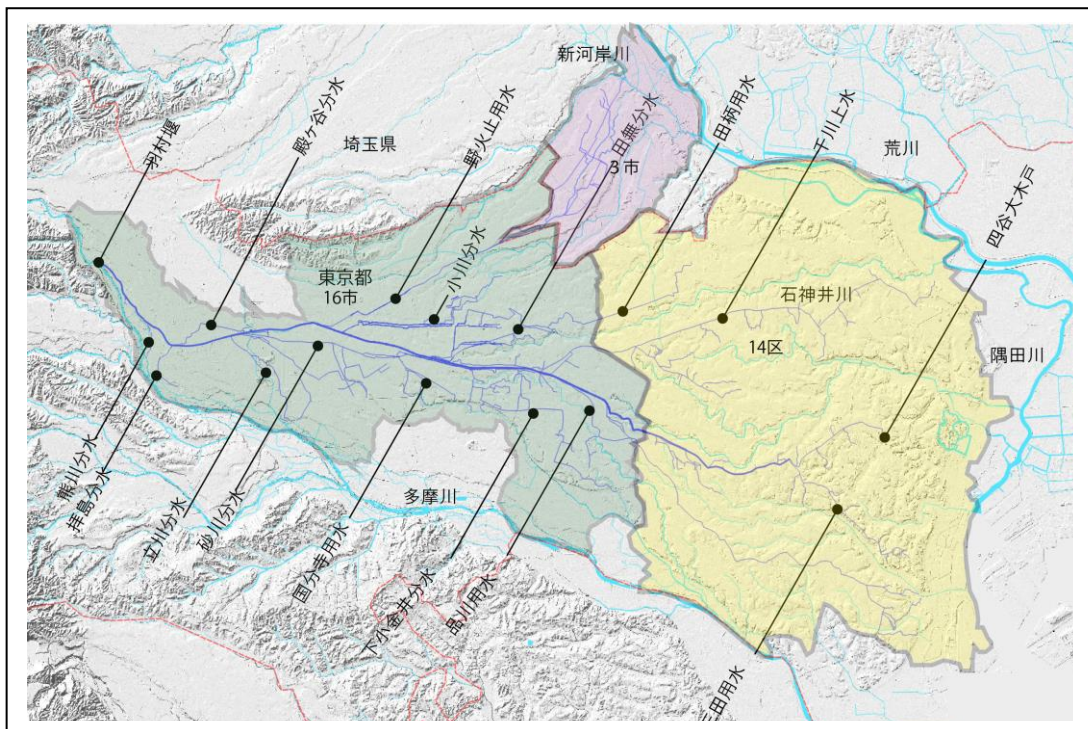 新河岸川
羽村堰
殿ヶ谷分水
埼玉県
野火止用水
田無分水
3市
田柄用水
千川上水
荒川
四谷大木戸
東京都
16市
小川分水
石神井川
14区
隅田川
熊川分水
拝島分水
立川分水
砂川分水
国分寺用水
多摩川
下小金井分水
品川用水
三田用水